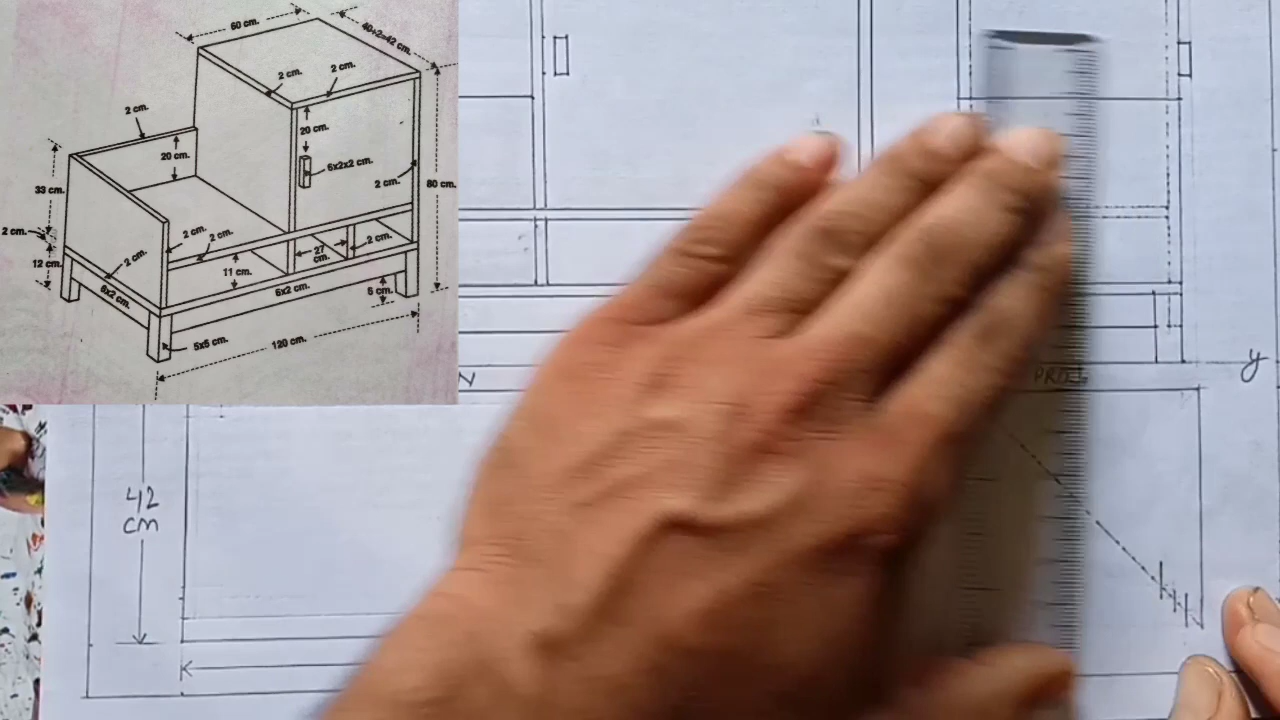 60 cm.
40+2=42 cm.
2 cm.
2 cm.
2 cm.
20 cm.
20 cm.
6x2x2 cm.
33 cm.
2 cm.
80 cm.
2 cm.
2 cm.
2 cm.
2 cm.
27 cm.
12 cm.
2 cm.
11 cm.
6x2 cm.
6x2 cm.
6 cm.
5x5 cm.
120 cm.
y
42
cm